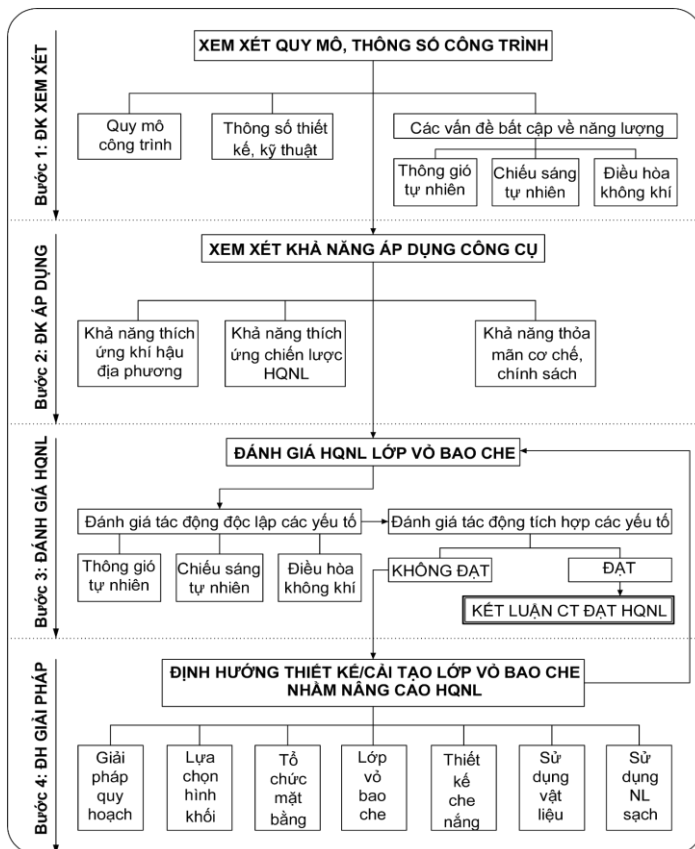 Bước 1: ĐK XEM XÉT
XEM XÉT QUY MÔ, THÔNG SỐ CÔNG TRÌNH
Quy mô
công trình
Thông số thiết
kế, kỹ thuật
Các vấn đề bất cập về năng lượng
Thông gió
tự nhiên
Chiếu sáng
tự nhiên
Điều hòa
không khí
Bước 2: ĐK ÁP DỤNG
XEM XÉT KHẢ NĂNG ÁP DỤNG CÔNG CỤ
Khả năng thích
ứng khí hậu
địa phương
Khả năng thích
ứng chiến lược
HQNL
Khả năng thỏa
mãn cơ chế,
chính sách
Bước 3: ĐÁNH GIÁ HQNL
ĐÁNH GIÁ HQNL LỚP VỎ BAO CHE
Đánh giá tác động độc lập các yếu tố
Đánh giá tác động tích hợp các yếu tố
Thông gió
tự nhiên
Chiếu sáng
tự nhiên
Điều hòa
không khí
KHÔNG ĐẠT
ĐẠT
KẾT LUẬN CT ĐẠT HQNL
Bước 4: ĐH GIẢI PHÁP
ĐỊNH HƯỚNG THIẾT KẾ/CẢI TẠO LỚP VỎ BAO CHE
NHẰM NÂNG CAO HQNL
Giải
pháp
quy
hoạch
Lựa
chọn
hình
khối
Tổ
chức
mặt
bằng
Lớp
vỏ
bao
che
Thiết
kế
che
nắng
Sử
dụng
vật
liệu
Sử
dụng
NL
sạch